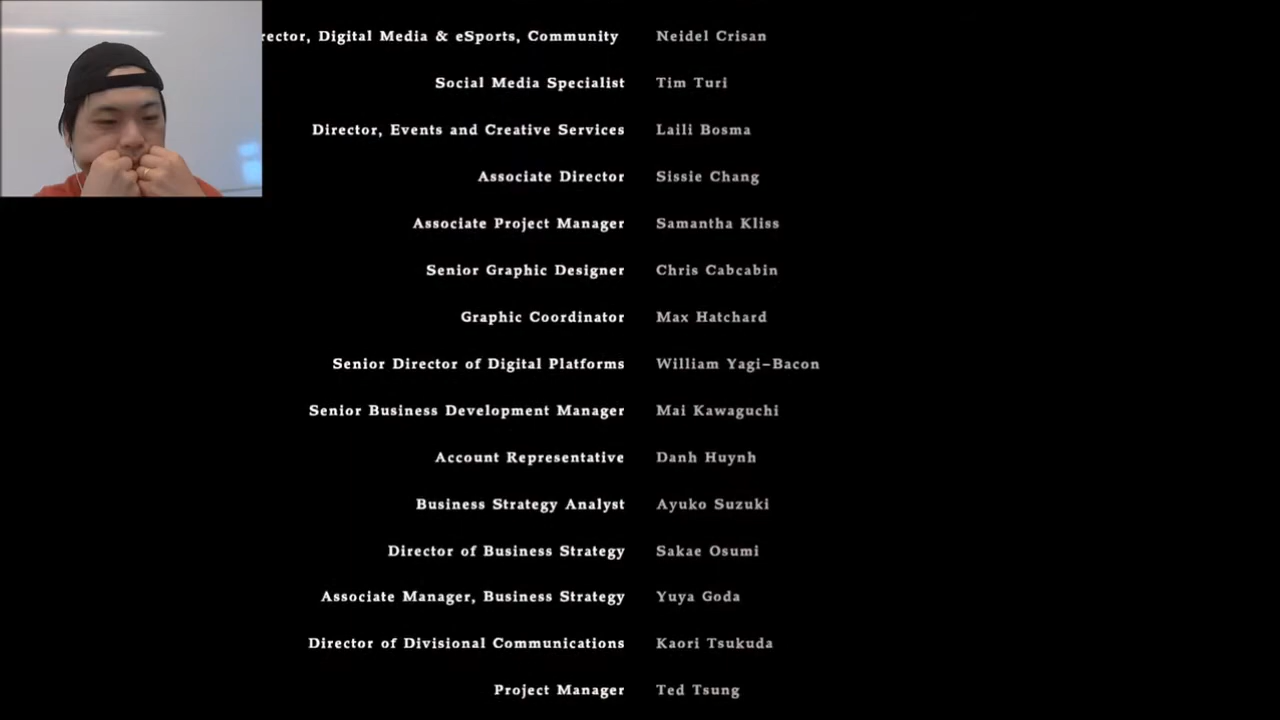 rector, Digital Media & eSports, Community Neidel Crisan
Social Media Specialist Tim Turi
Director, Events and Creative Services Laili Bosma
Associate Director Sissie Chang
Associate Project Manager Samantha Kliss
Senior Graphic Designer Chris Cabcabin
Graphic Coordinator Max Hatchard
Senior Director of Digital Platforms William Yagi-Bacon
Senior Business Development Manager Mai Kawaguchi
Account Representative Danh Huynh
Business Strategy Analyst Ayuko Suzuki
Director of Business Strategy Sakae Osumi
Associate Manager, Business Strategy Yuya Goda
Director of Divisional Communications Kaori Tsukuda
Project Manager Ted Tsung